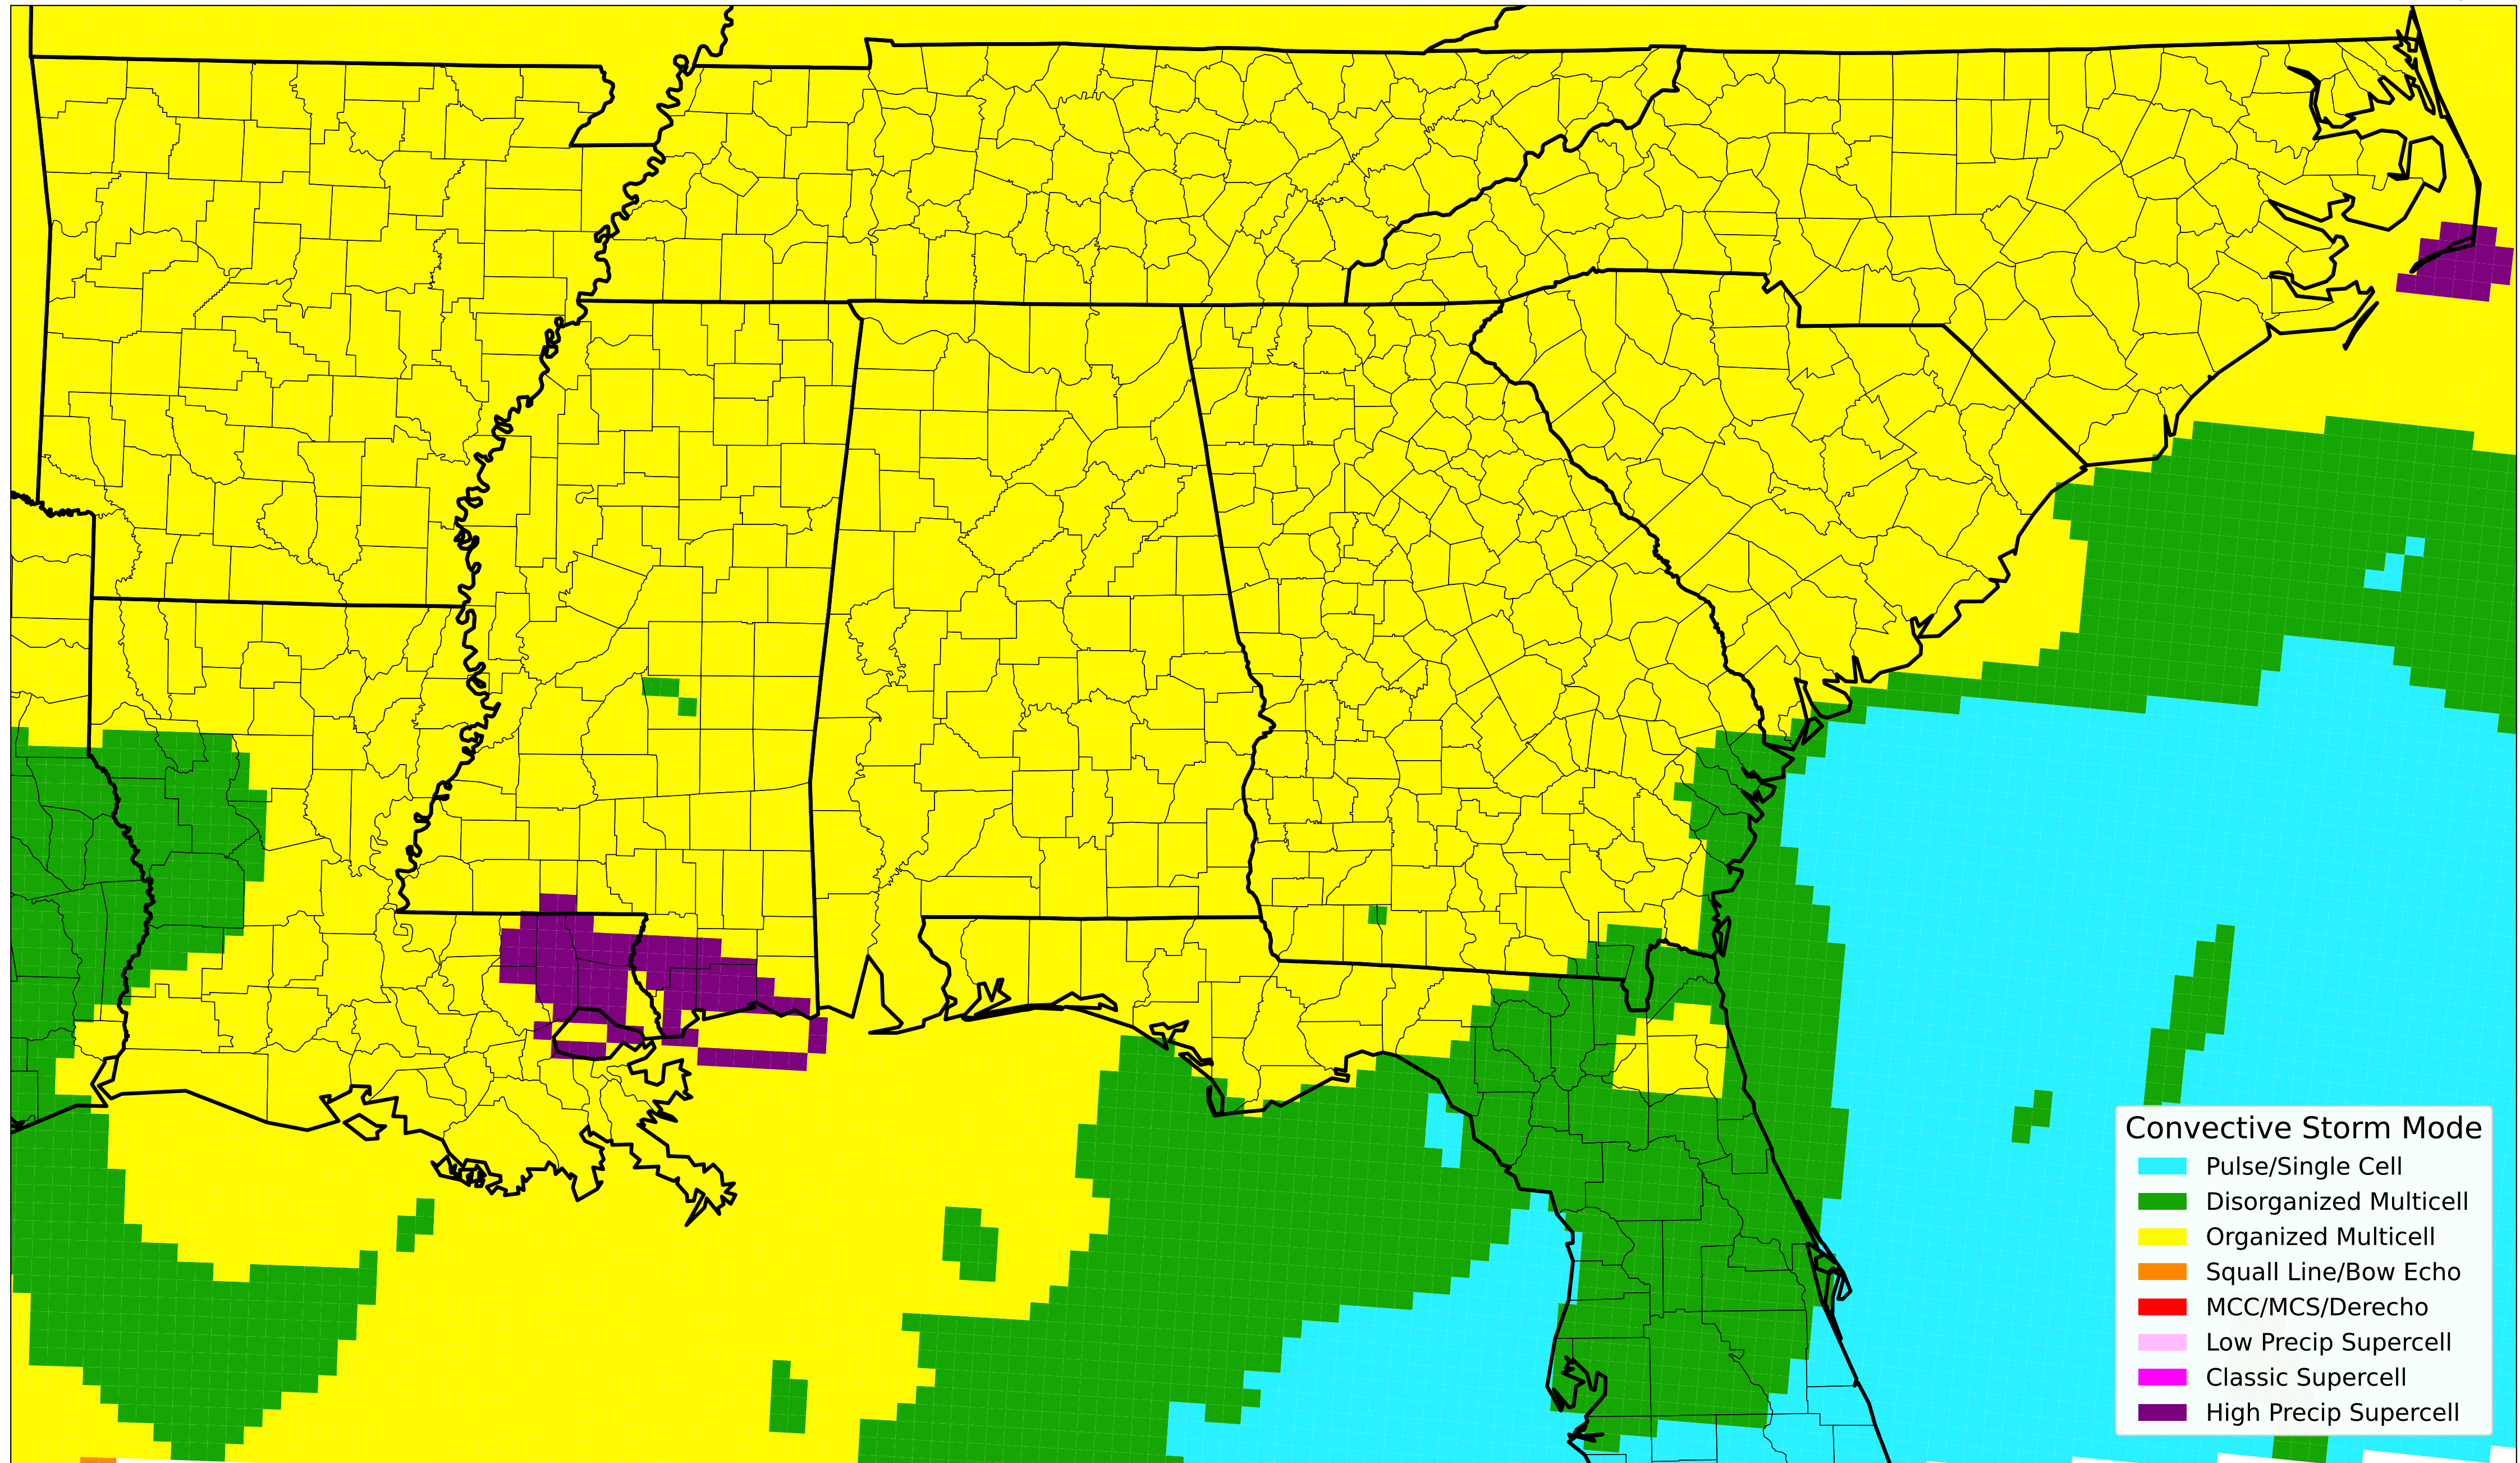 Convective Storm Mode
Pulse/Single Cell
Disorganized Multicell
Organized Multicell
Squall Line/Bow Echo
MCC/MCS/Derecho
Low Precip Supercell
Classic Supercell
High Precip Supercell